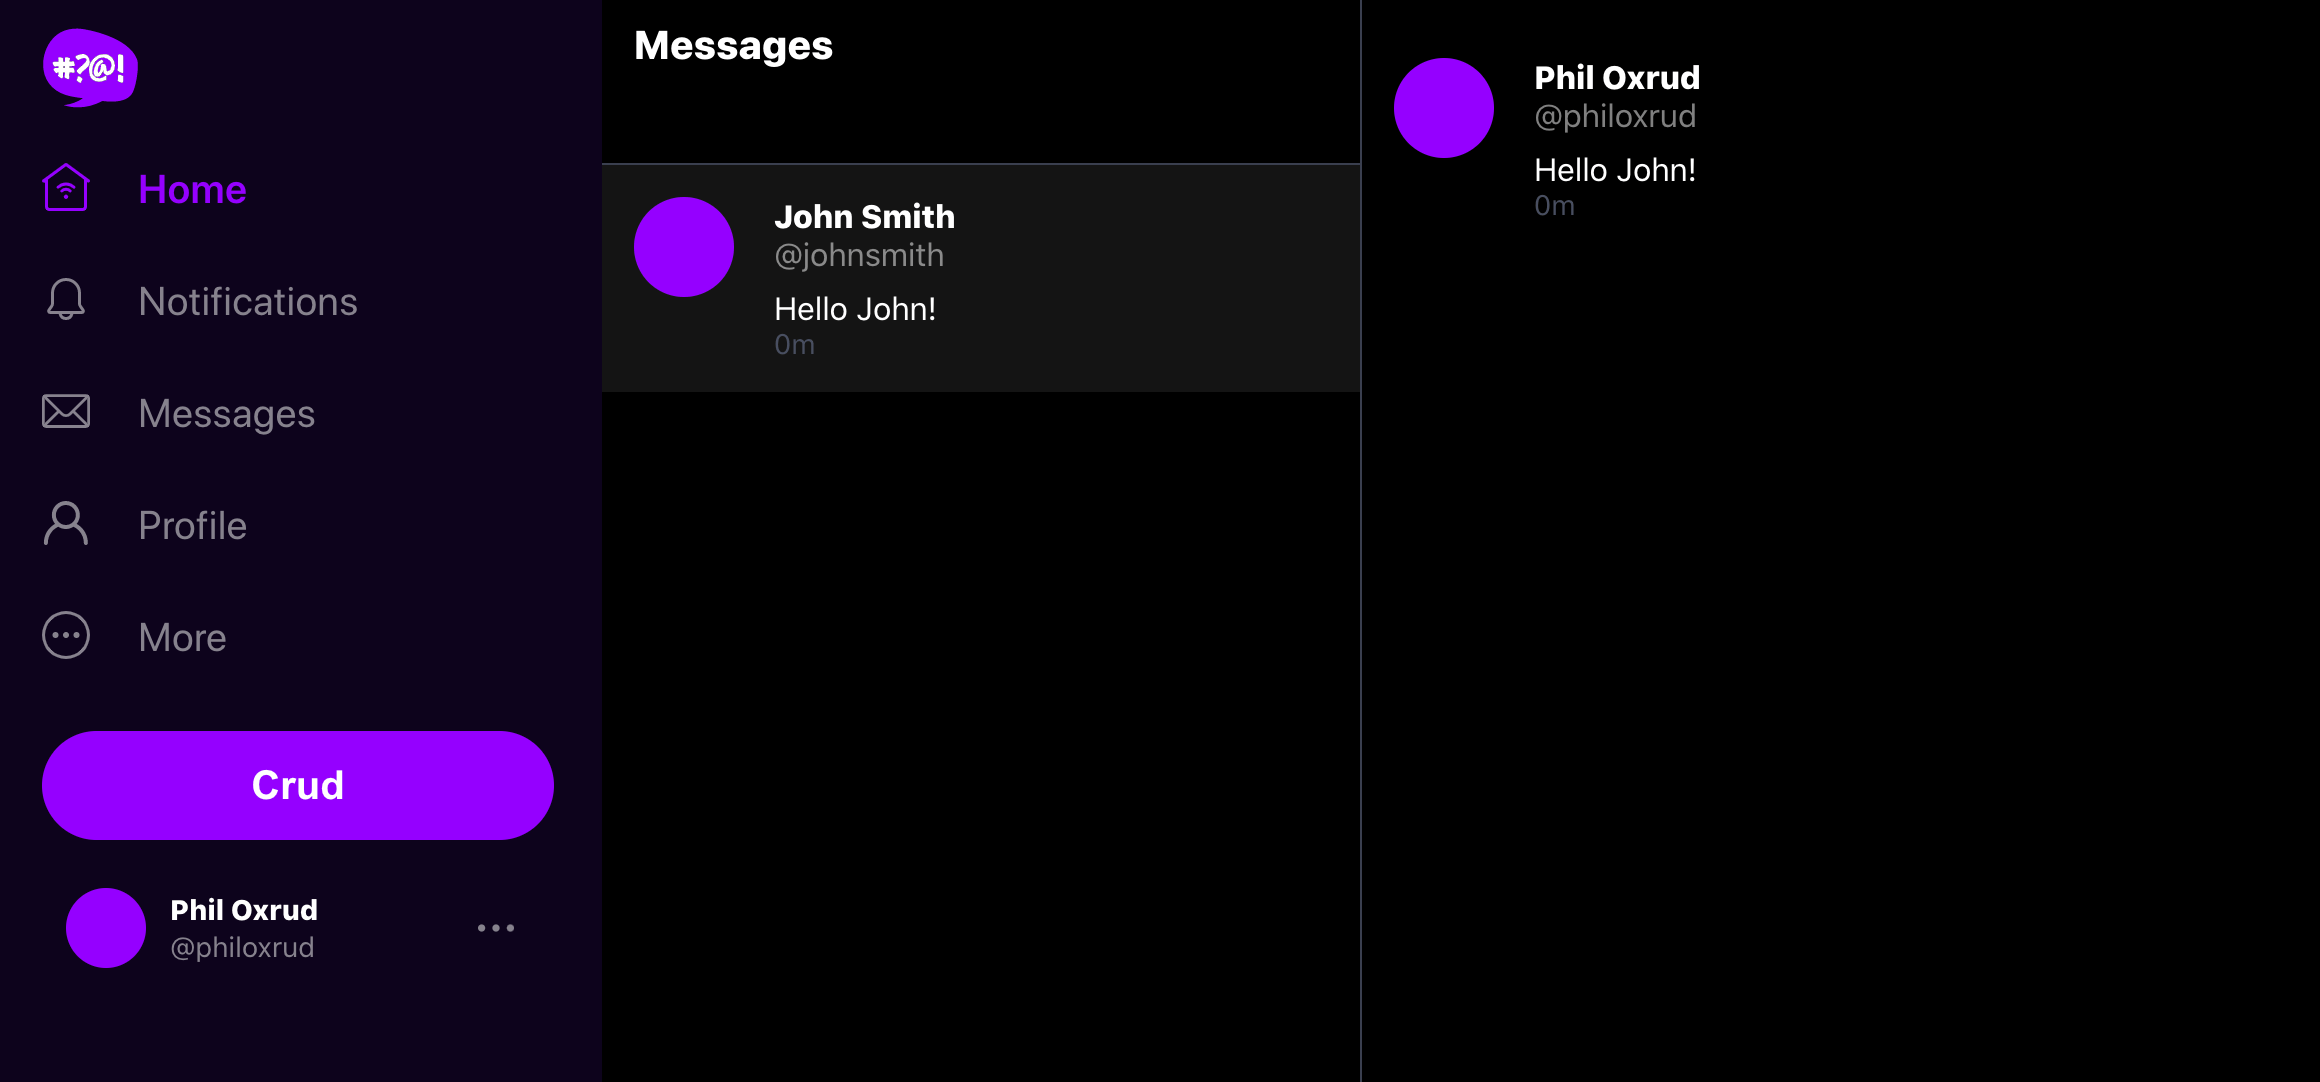 #?@!
Home
Notifications
Messages
Profile
More
Crud
Phil Oxrud
@philoxrud
Messages
John Smith
@johnsmith
Hello John!
0m
Phil Oxrud
@philoxrud
Hello John!
0m